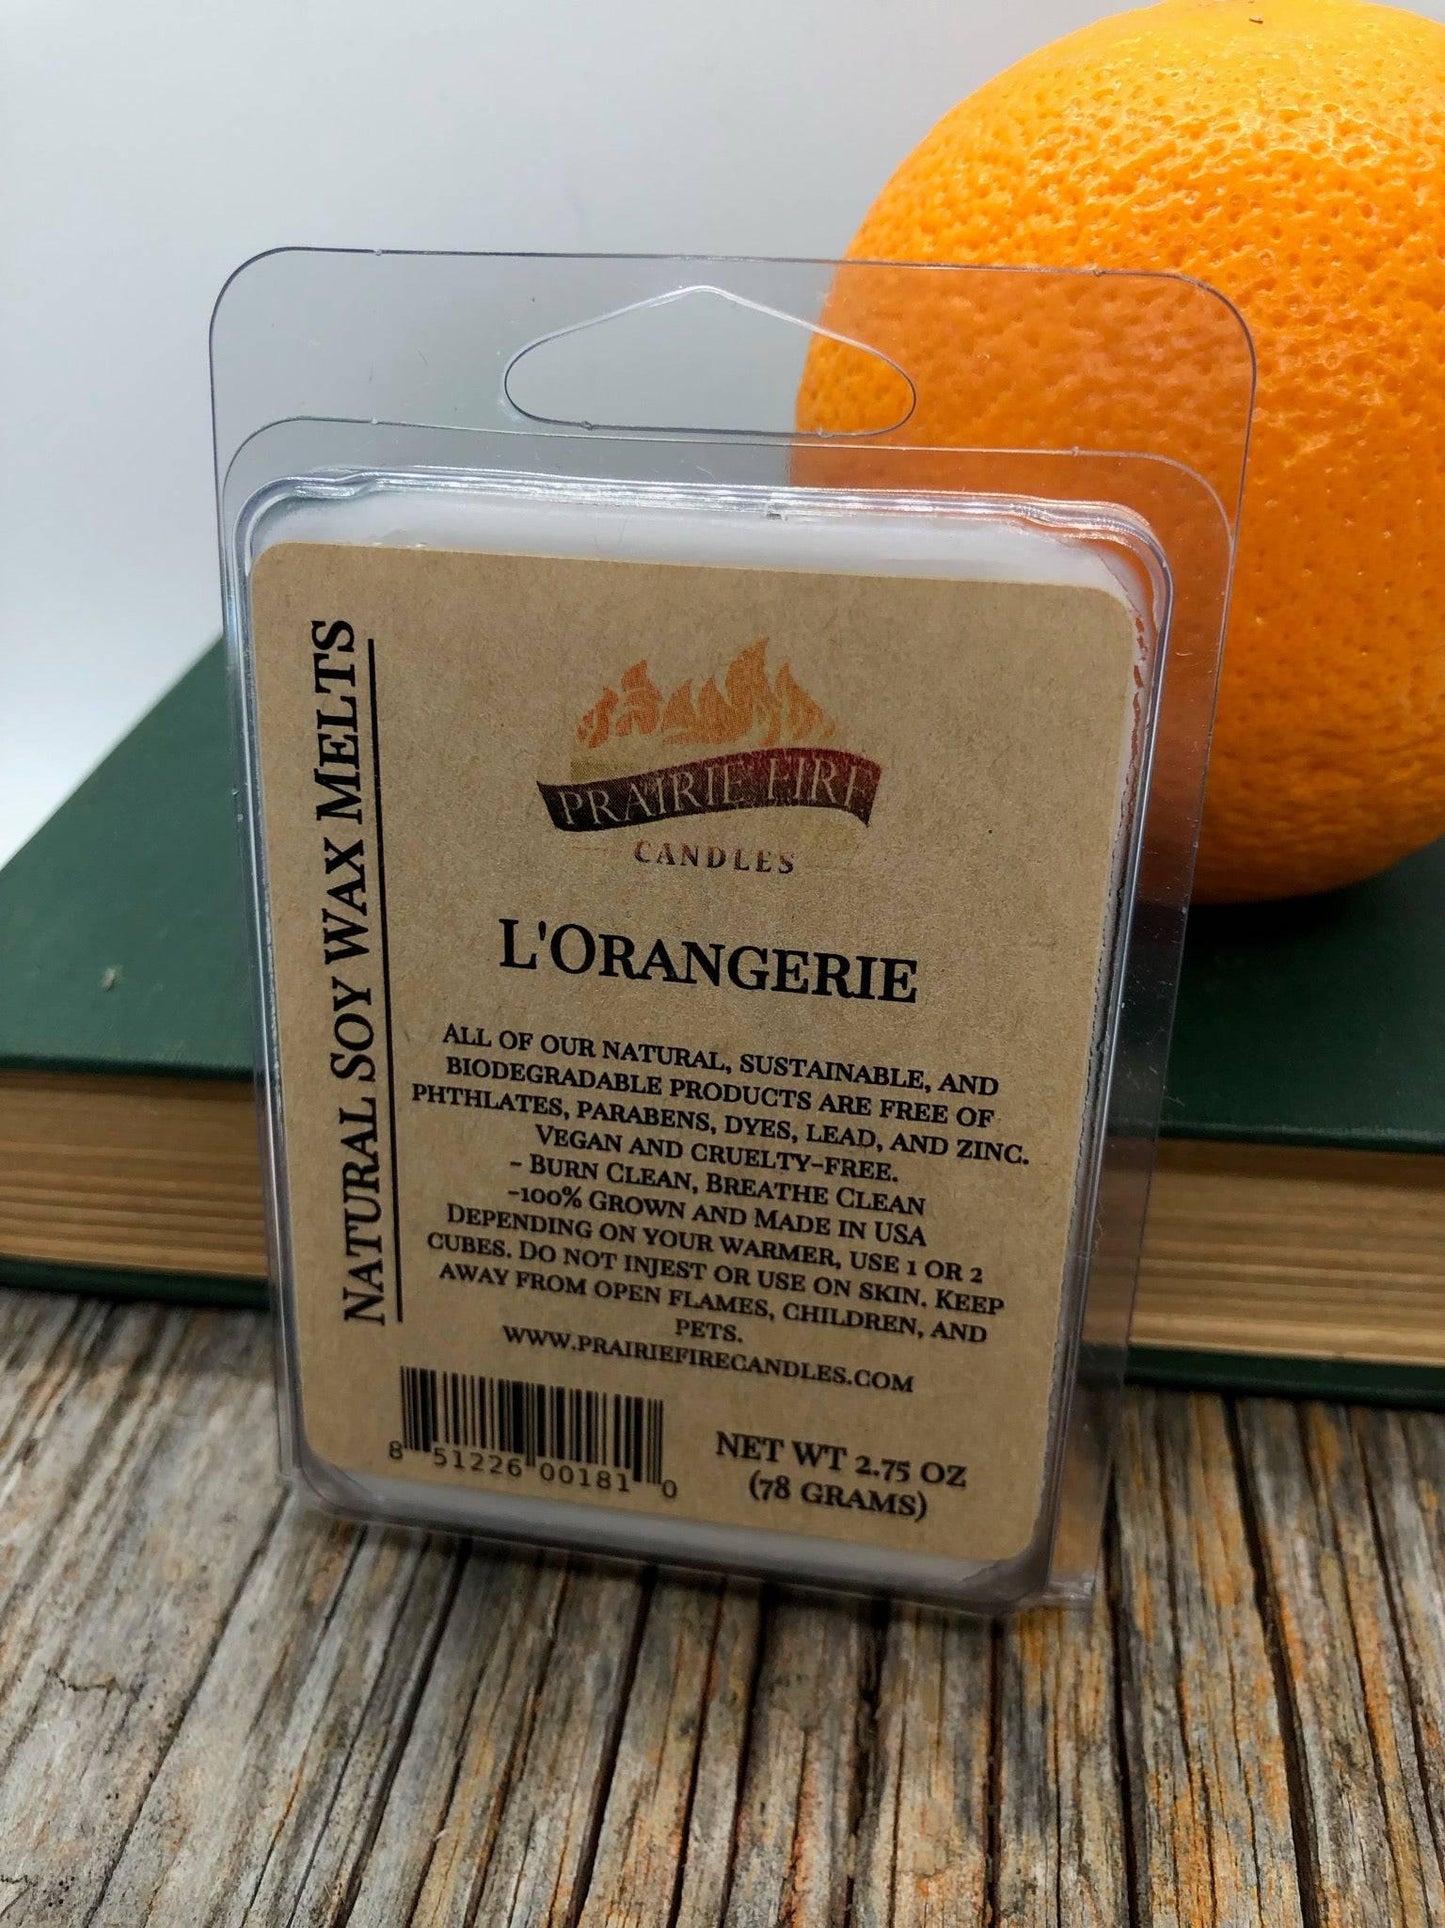 NATURAL SOY WAX MELTS
PRAIRIE FIRE
CANDLES
L'ORANGERIE
ALL OF OUR NATURAL, SUSTAINABLE, AND
BIODEGRADABLE PRODUCTS ARE FREE OF
PHTHLATES, PARABENS, DYES, LEAD, AND ZINC.
VEGAN AND CRUELTY-FREE.
- BURN CLEAN, BREATHE CLEAN
-100% GROWN AND MADE IN USA
DEPENDING ON YOUR WARMER, USE 1 OR 2
CUBES. DO NOT INJEST OR USE ON SKIN. KEEP
AWAY FROM OPEN FLAMES, CHILDREN, AND
PETS.
WWW.PRAIRIEFIRECANDLES.COM
8 51226 00181 0
NET WT 2.75 OZ
(78 GRAMS)